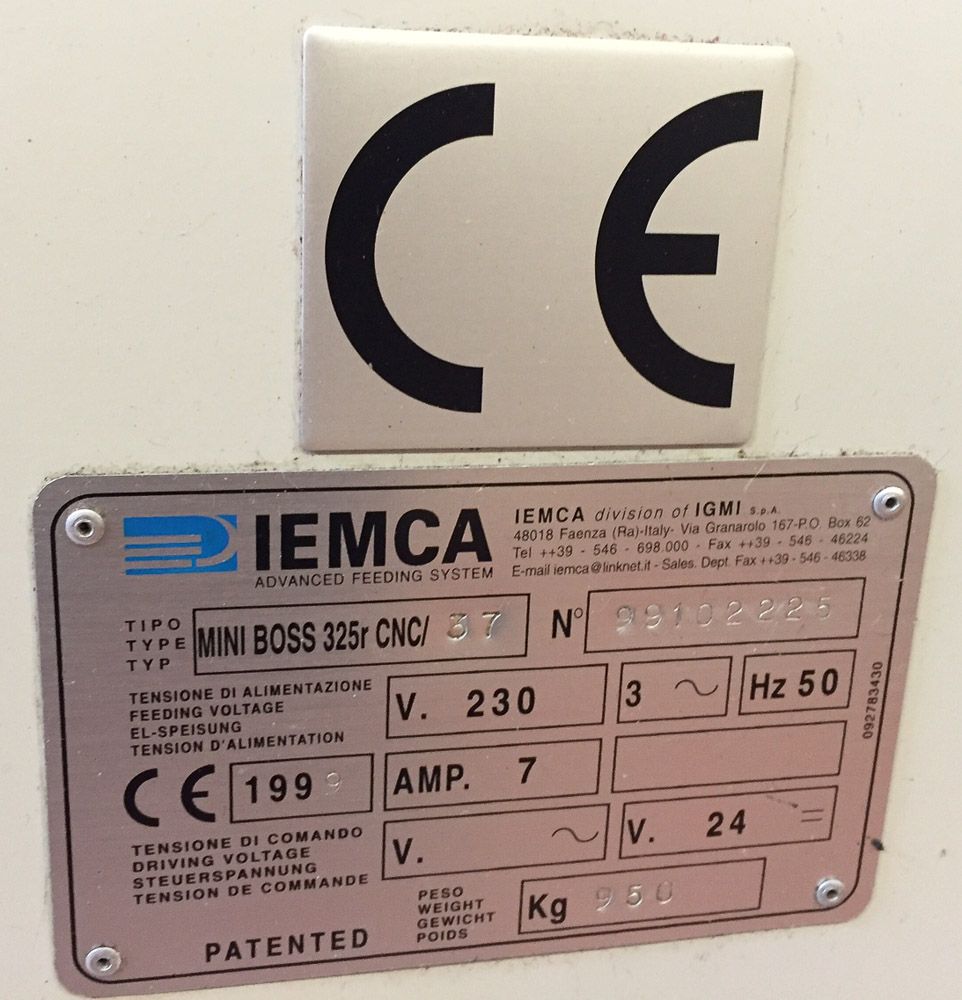 CE
IEMCA
ADVANCED FEEDING SYSTEM
IEMCA division of IGMI S.p.A.
48018 Faenza (Ra)-Italy- Via Granarolo 167-P.O. Box 62
Tel ++39 - 546 - 698.000 - Fax ++39 - 546 - 46224
E-mail iemca@linknet.it - Sales. Dept. Fax ++39 - 546 - 46338
TIPO
TYPE
TYP
MINI BOSS 325r CNC/ 37
N° 99102225
TENSIONE DI ALIMENTAZIONE
FEEDING VOLTAGE
EL-SPEISUNG
TENSION D'ALIMENTATION
V. 230
3 ~
Hz 50
CE 1999
AMP. 7
TENSIONE DI COMANDO
DRIVING VOLTAGE
STEUERSPANNUNG
TENSION DE COMMANDE
V. ~
V. 24 =
PESO
WEIGHT
GEWICHT
POIDS
Kg 950
PATENTED
092783430